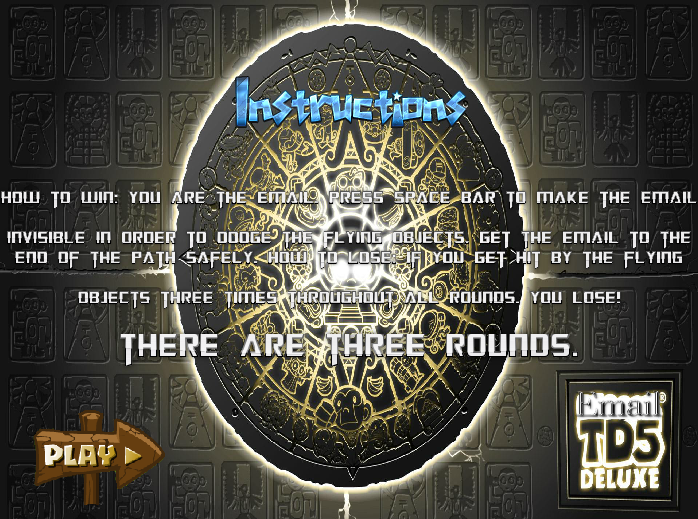 Instructions
HOW TO WIN: YOU ARE THE EMAIL. PRESS SPACE BAR TO MAKE THE EMAIL
INVISIBLE IN ORDER TO DODGE THE FLYING OBJECTS. GET THE EMAIL TO THE
END OF THE PATH SAFELY. HOW TO LOSE: IF YOU GET HIT BY THE FLYING
OBJECTS THREE TIMES THROUGHOUT ALL ROUNDS, YOU LOSE!
THERE ARE THREE ROUNDS.
PLAY
Email
TD5
DELUXE